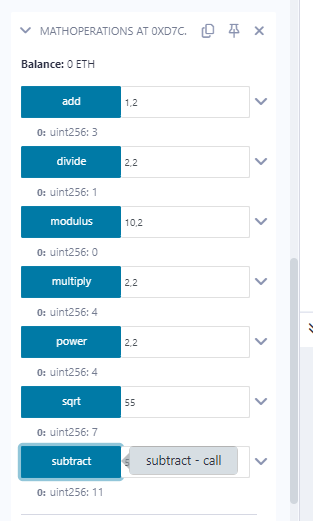 MATHOPERATIONS AT 0XD7C.
Balance: 0 ETH
add 1,2
0: uint256: 3
divide 2,2
0: uint256: 1
modulus 10,2
0: uint256: 0
multiply 2,2
0: uint256: 4
power 2,2
0: uint256: 4
sqrt 55
0: uint256: 7
subtract subtract - call
0: uint256: 11